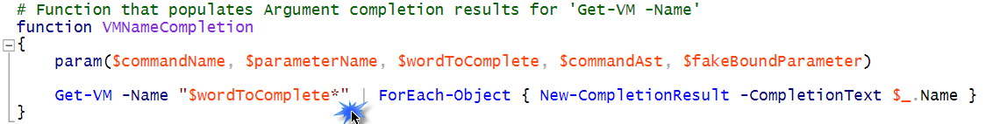 # Function that populates Argument completion results for 'Get-VM -Name'
function VMNameCompletion
{
    param($commandName, $parameterName, $wordToComplete, $commandAst, $fakeBoundParameter)
    Get-VM -Name "$wordToComplete*" | ForEach-Object { New-CompletionResult -CompletionText $_.Name }
}